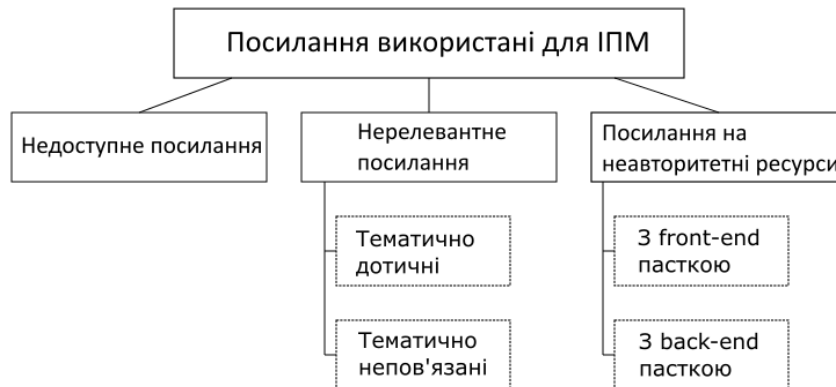 Посилання використані для ІПМ
Недоступне посилання
Нерелевантне
посилання
Посилання на
неавторитетні ресурси
Тематично
дотичні
З front-end
пасткою
Тематично
непов'язані
З back-end
пасткою